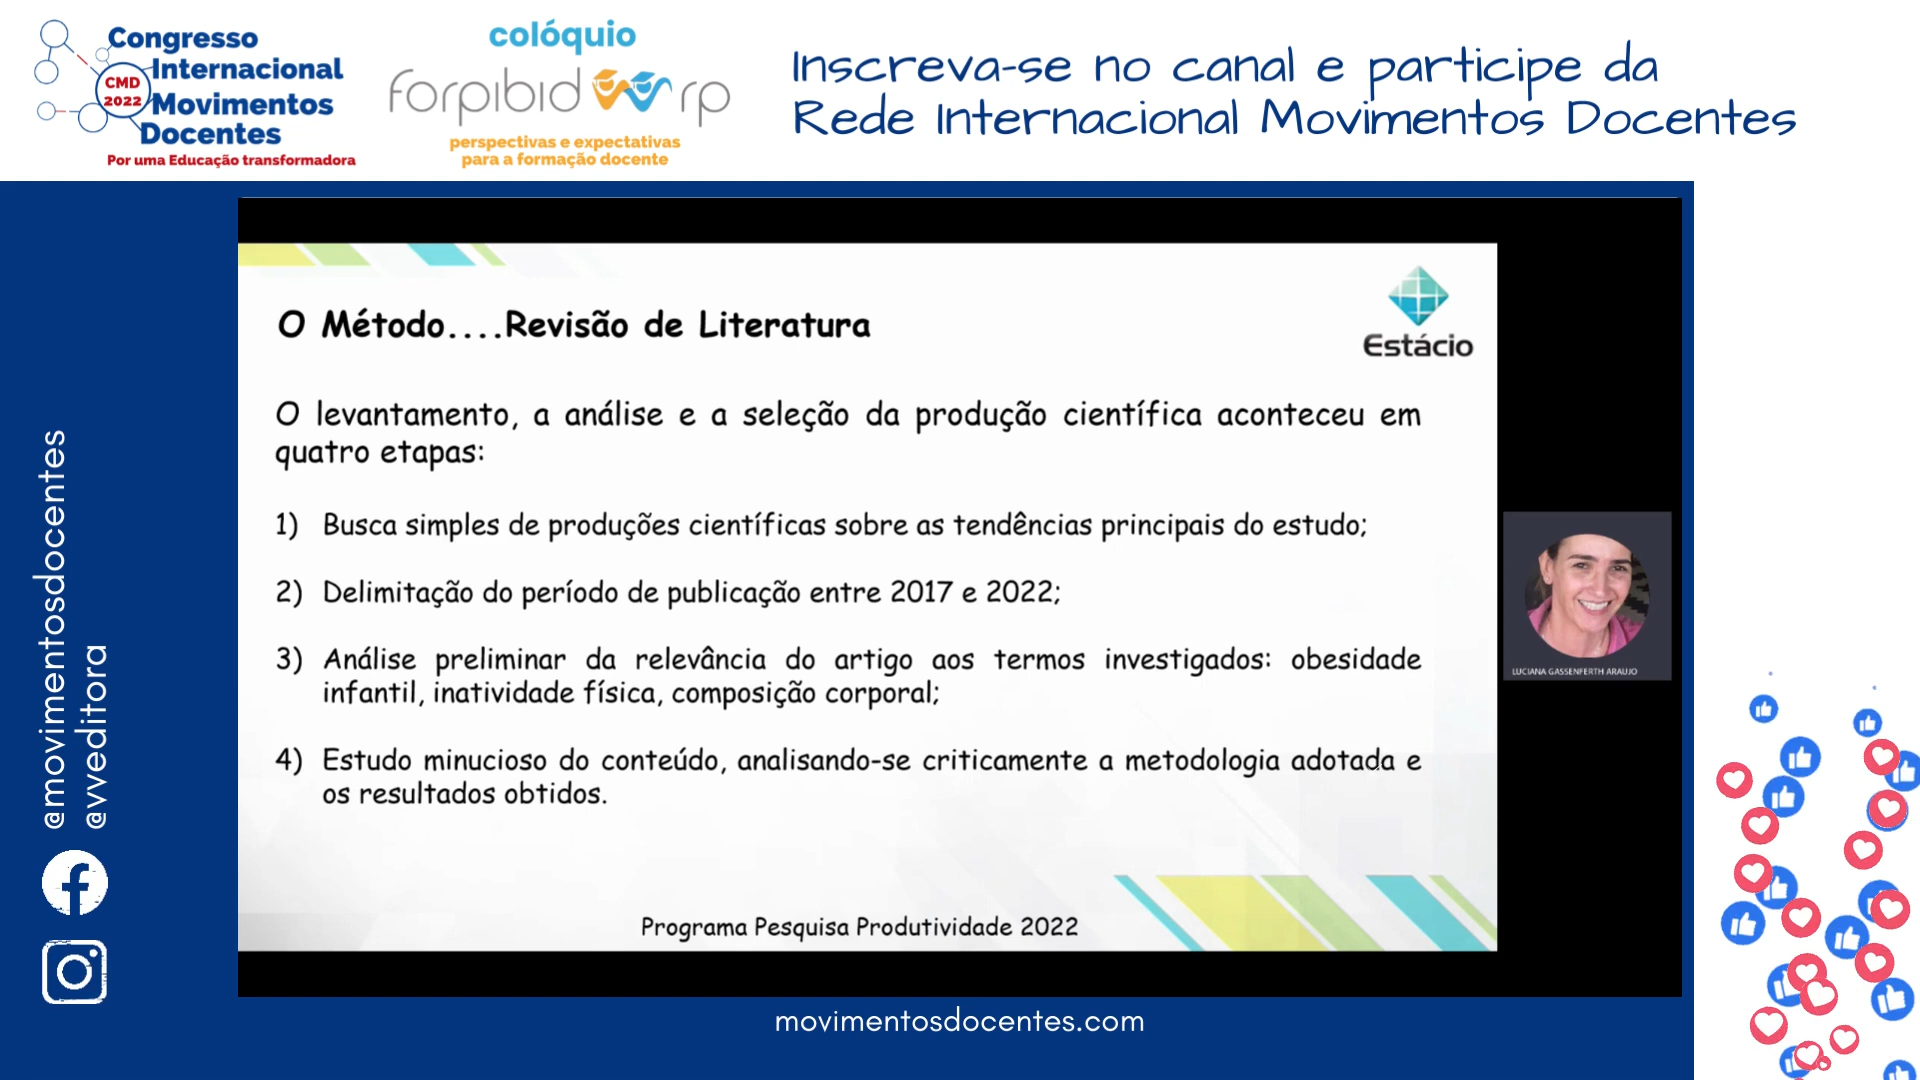 Congresso
Internacional
Movimentos
Docentes
CMD
2022
Por uma Educação transformadora
colóquio
forpibid rp
perspectivas e expectativas
para a formação docente
Inscreva-se no canal e participe da
Rede Internacional Movimentos Docentes
@movimentosdocentes
@vveditora
Estácio
O Método....Revisão de Literatura
O levantamento, a análise e a seleção da produção científica aconteceu em
quatro etapas:
1) Busca simples de produções científicas sobre as tendências principais do estudo;
2) Delimitação do período de publicação entre 2017 e 2022;
3) Análise preliminar da relevância do artigo aos termos investigados: obesidade
infantil, inatividade física, composição corporal;
4) Estudo minucioso do conteúdo, analisando-se criticamente a metodologia adotada e
os resultados obtidos.
Programa Pesquisa Produtividade 2022
LUCIANA GASSENFERTH ARAUJO
movimentosdocentes.com